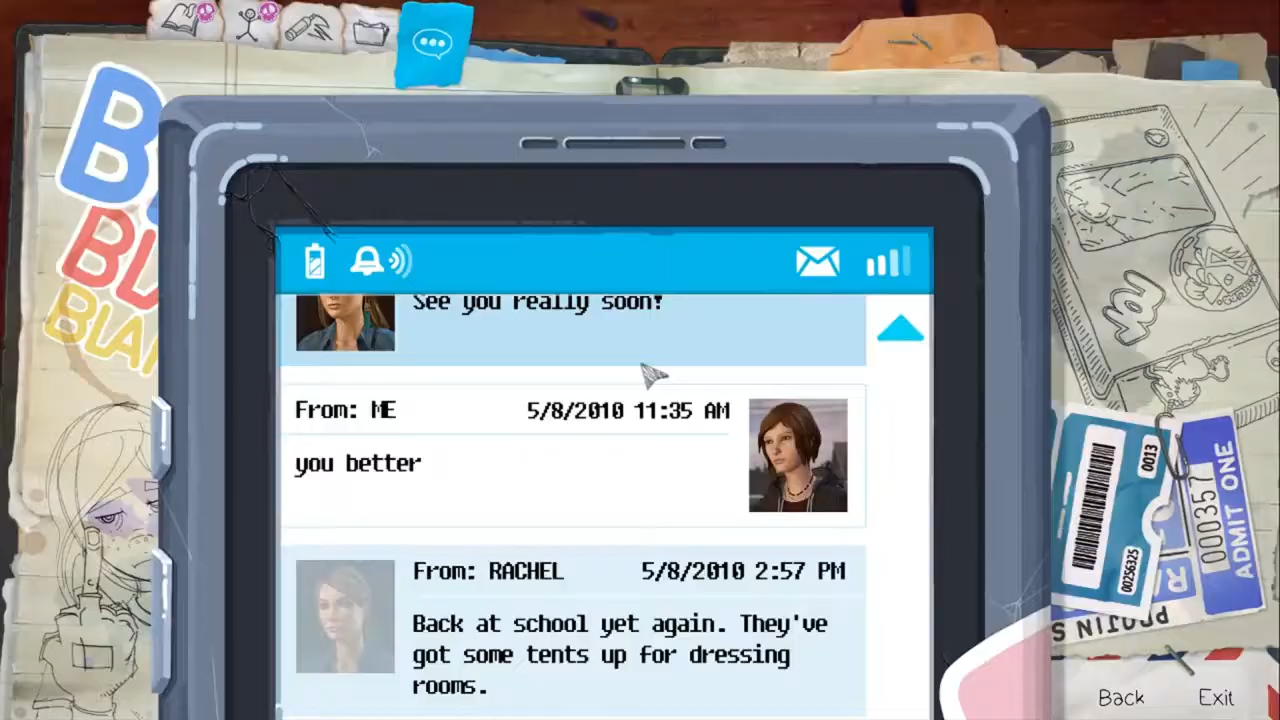 See you really soon!
From: ME 5/8/2010 11:35 AM
you better
From: RACHEL 5/8/2010 2:57 PM
Back at school yet again. They've
got some tents up for dressing
rooms.
0013
00256325
000357
ADMIT ONE
Back Exit